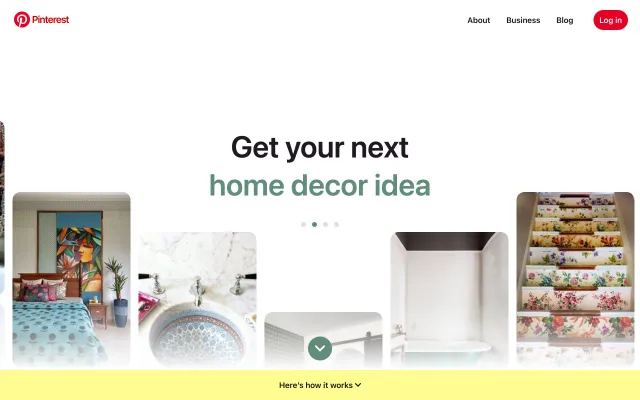 Pinterest
About
Business
Blog
Log in
Get your next
home decor idea
Here's how it works